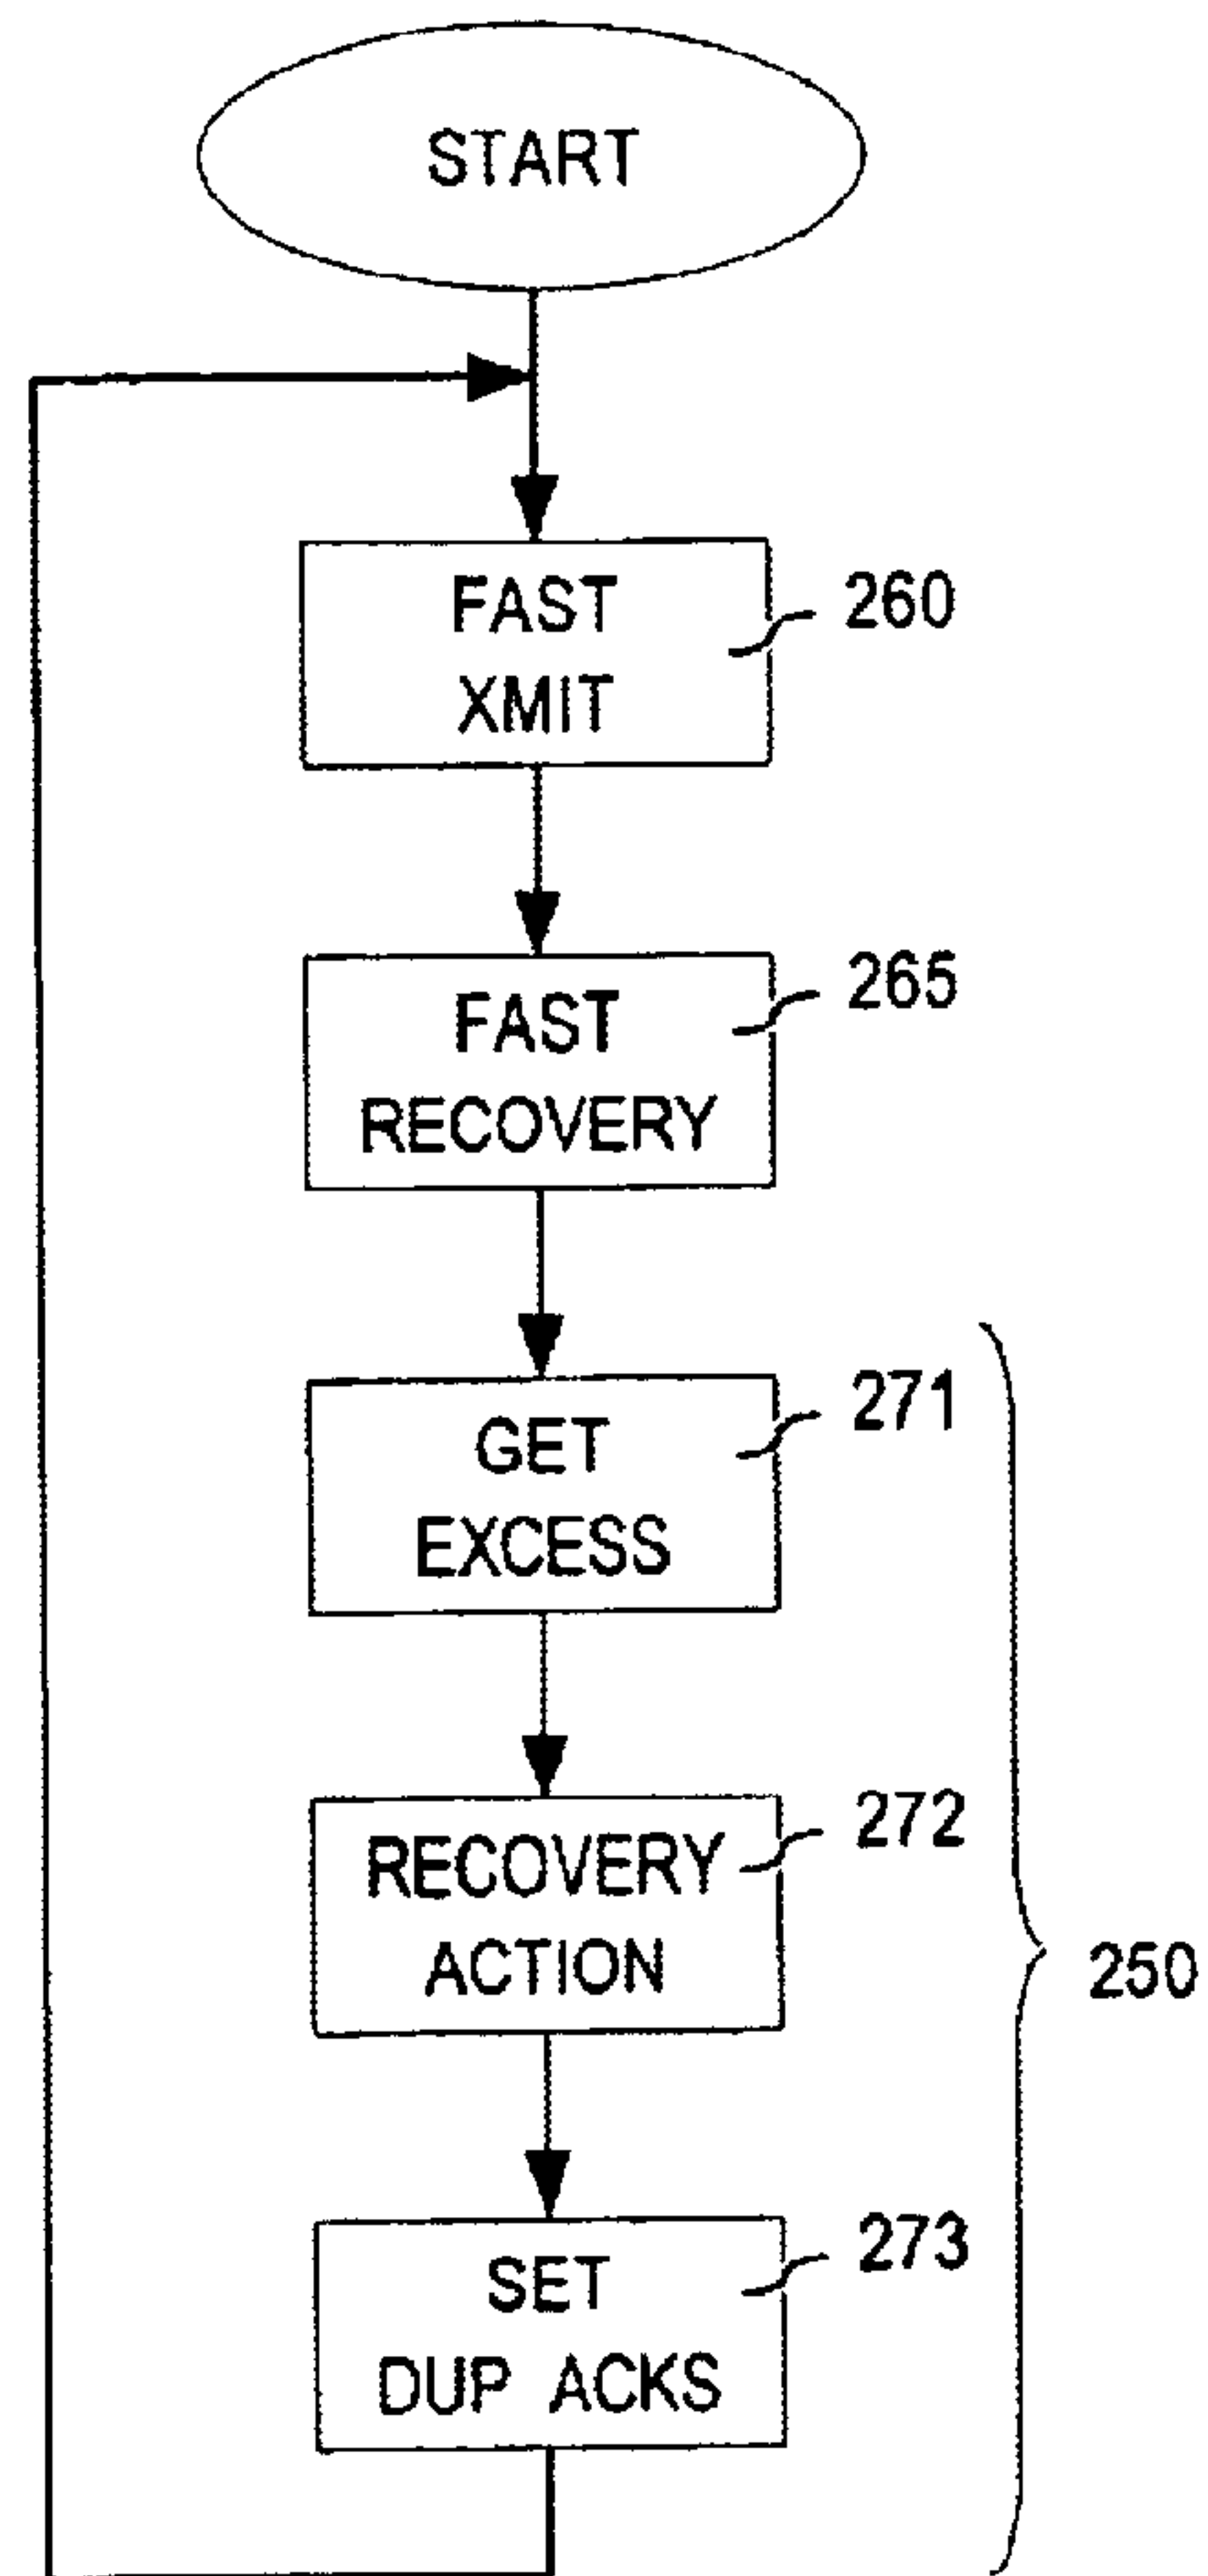 START
FAST
XMIT
260
FAST
RECOVERY
265
GET
EXCESS
271
RECOVERY
ACTION
272
250
SET
DUP ACKS
273